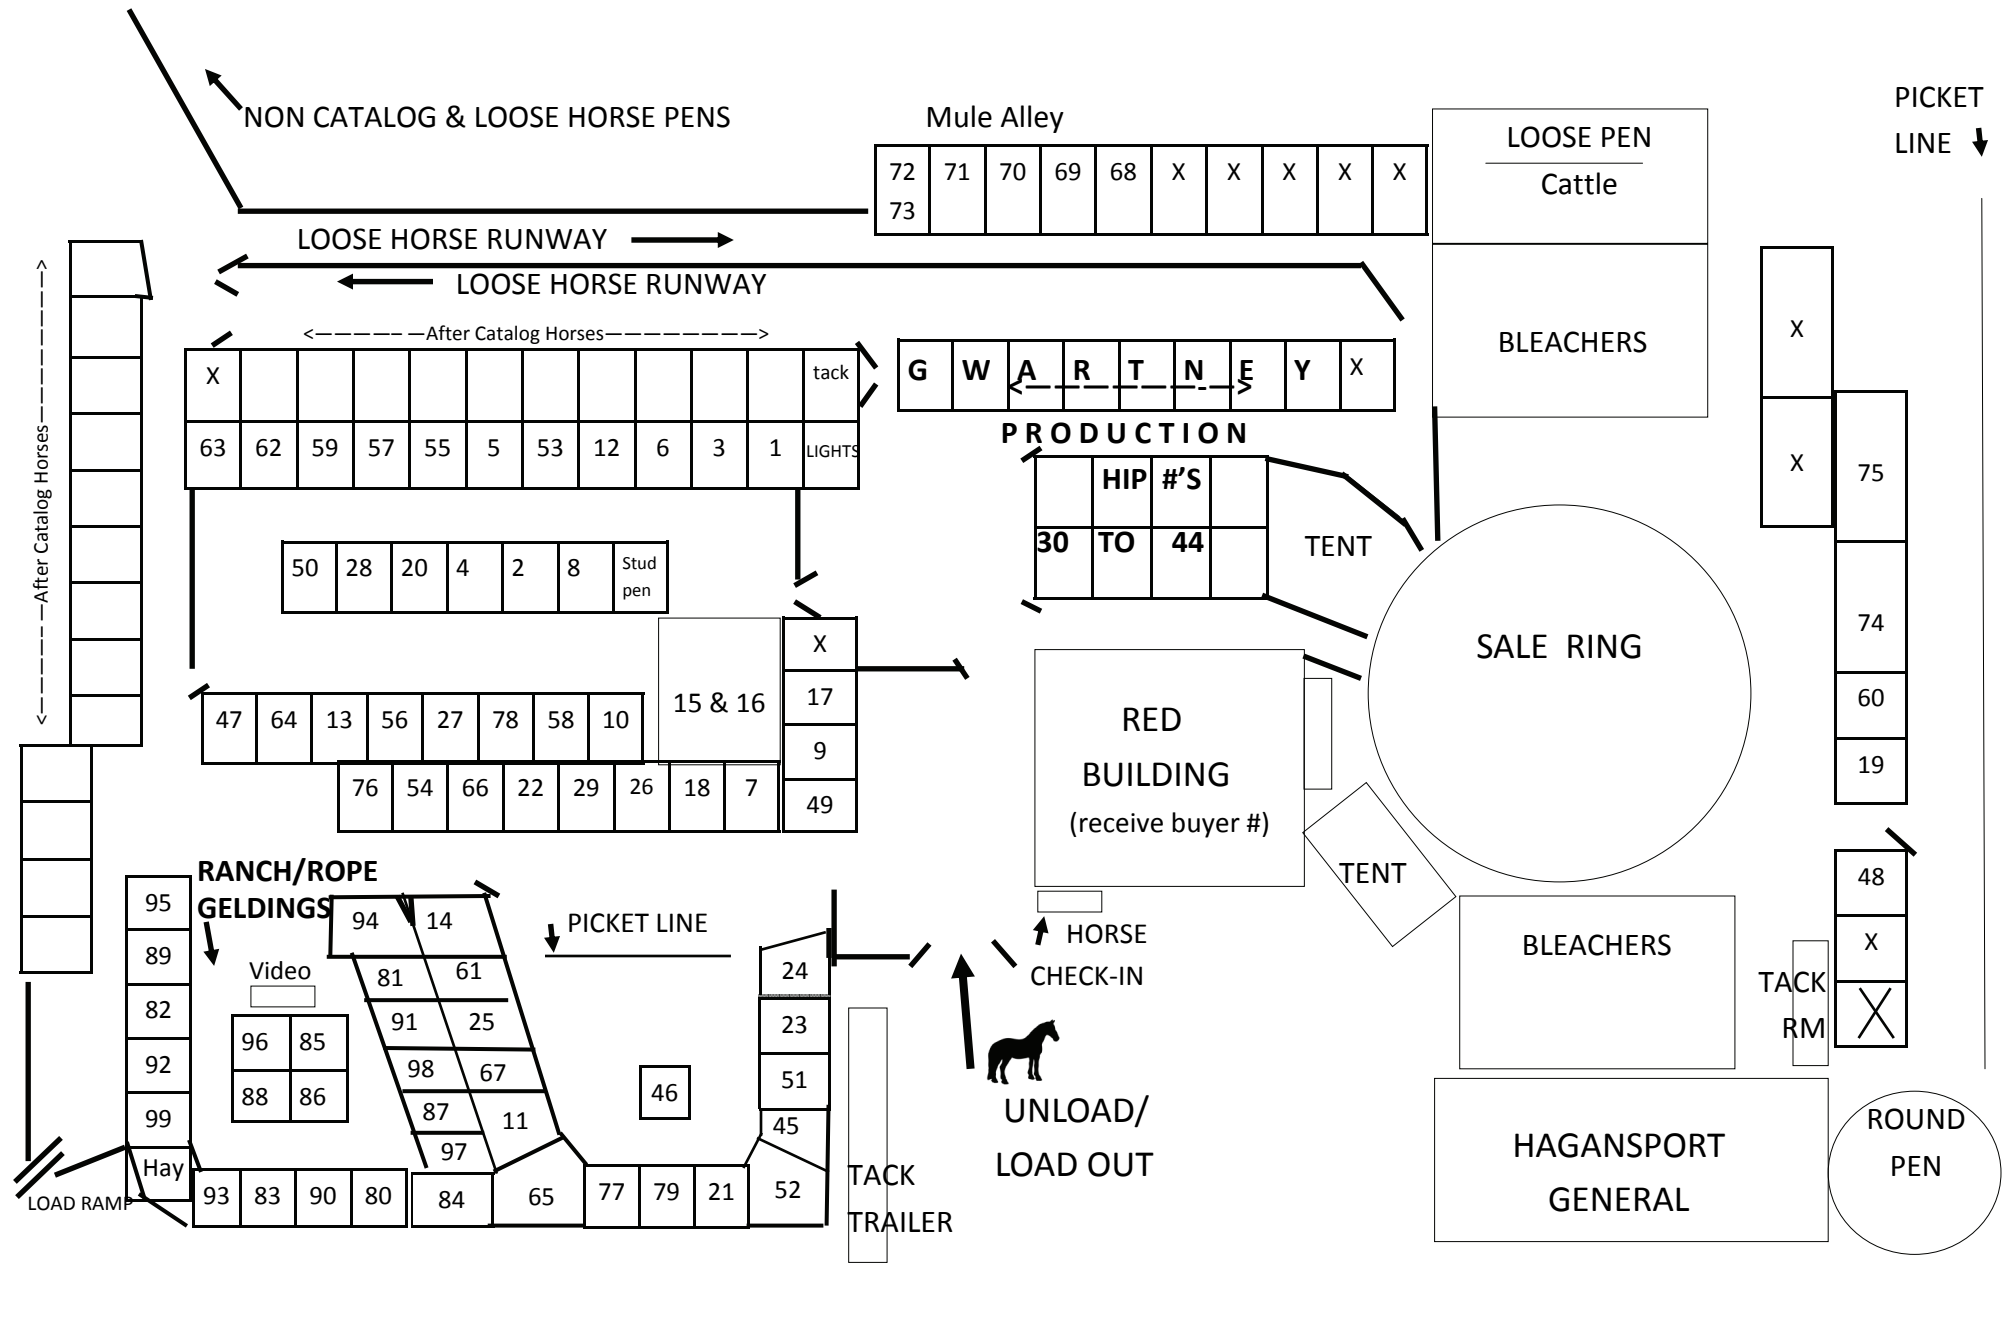 PICKET
LINE
NON CATALOG & LOOSE HORSE PENS
Mule Alley
72 71 70 69 68 X X X X X
73
LOOSE PEN
Cattle
LOOSE HORSE RUNWAY
LOOSE HORSE RUNWAY
<————— —After Catalog Horses————————>
X tack
63 62 59 57 55 5 53 12 6 3 1 LIGHTS
<—————— —After Catalog Horses———————————>
G W A R T N E Y X
<———————-—>
PRODUCTION
HIP #'S
30 TO 44
TENT
BLEACHERS
X
X
75
74
60
19
SALE RING
50 28 20 4 2 8 Stud
pen
15 & 16
X
17
9
49
47 64 13 56 27 78 58 10
76 54 66 22 29 26 18 7
RED
BUILDING
(receive buyer #)
TENT
HORSE
CHECK-IN
BLEACHERS
48
X
TACK
RM
RANCH/ROPE
GELDINGS
95
89
82
92
99
Hay
LOAD RAMP
Video
96 85
88 86
94 14
81 61
91 25
98 67
87 11
97
PICKET LINE
46
24
23
51
45
52
93 83 90 80 84 65 77 79 21
TACK
TRAILER
UNLOAD/
LOAD OUT
HAGANSPORT
GENERAL
ROUND
PEN